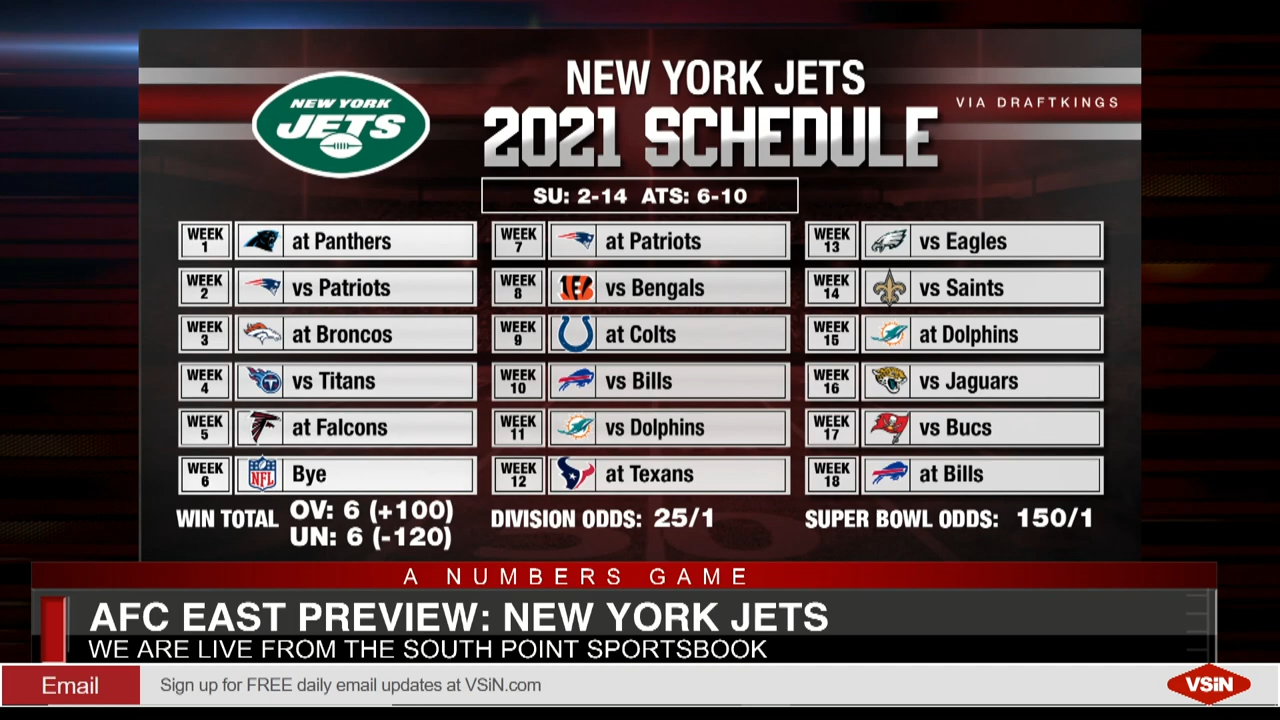 NEW YORK JETS
NEW YORK
JETS
2021 SCHEDULE
VIA DRAFTKINGS
SU: 2-14 ATS: 6-10
WEEK 1 at Panthers
WEEK 2 vs Patriots
WEEK 3 at Broncos
WEEK 4 vs Titans
WEEK 5 at Falcons
WEEK 6 NFL Bye
WEEK 7 at Patriots
WEEK 8 vs Bengals
WEEK 9 at Colts
WEEK 10 vs Bills
WEEK 11 vs Dolphins
WEEK 12 at Texans
WEEK 13 vs Eagles
WEEK 14 vs Saints
WEEK 15 at Dolphins
WEEK 16 vs Jaguars
WEEK 17 vs Bucs
WEEK 18 at Bills
WIN TOTAL OV: 6 (+100)
UN: 6 (-120)
DIVISION ODDS: 25/1
SUPER BOWL ODDS: 150/1
A NUMBERS GAME
AFC EAST PREVIEW: NEW YORK JETS
WE ARE LIVE FROM THE SOUTH POINT SPORTSBOOK
Email Sign up for FREE daily email updates at VSiN.com
VSiN